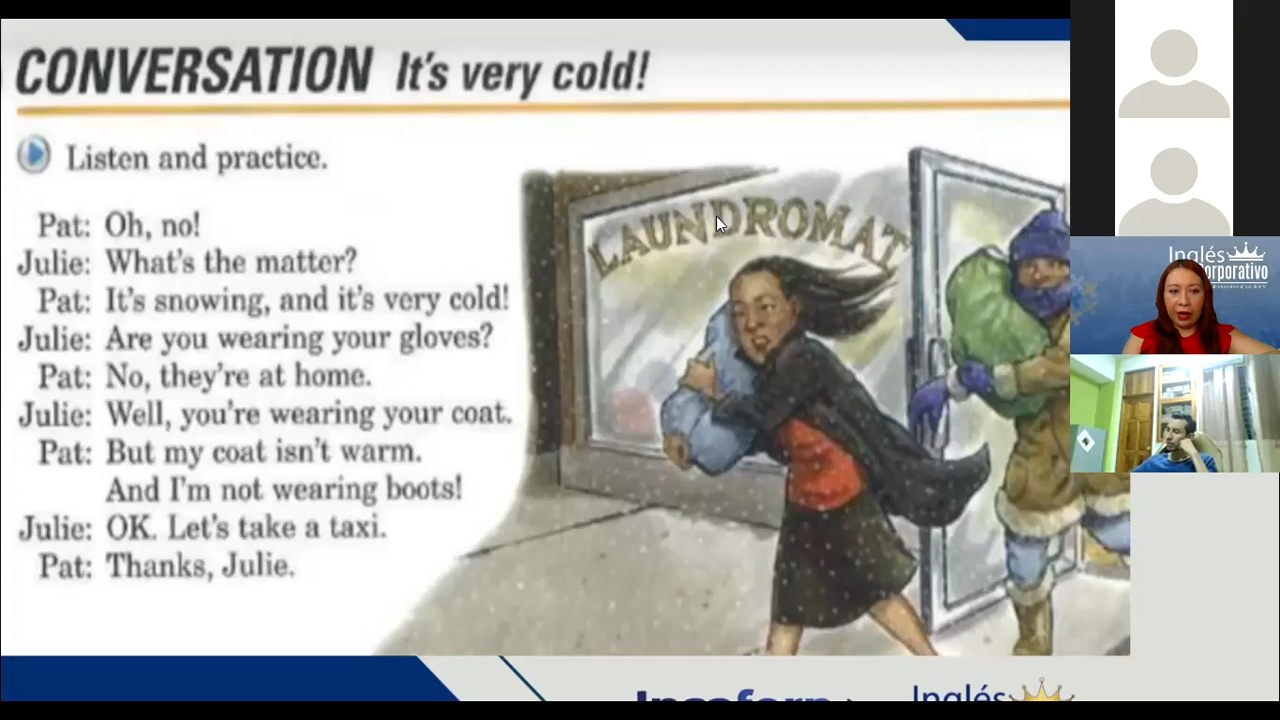 CONVERSATION It's very cold!
Listen and practice.
Pat: Oh, no!
Julie: What's the matter?
Pat: It's snowing, and it's very cold!
Julie: Are you wearing your gloves?
Pat: No, they're at home.
Julie: Well, you're wearing your coat.
Pat: But my coat isn't warm.
And I'm not wearing boots!
Julie: OK. Let's take a taxi.
Pat: Thanks, Julie.
LAUNDROMAT
Inglés
orporativo
Inglés